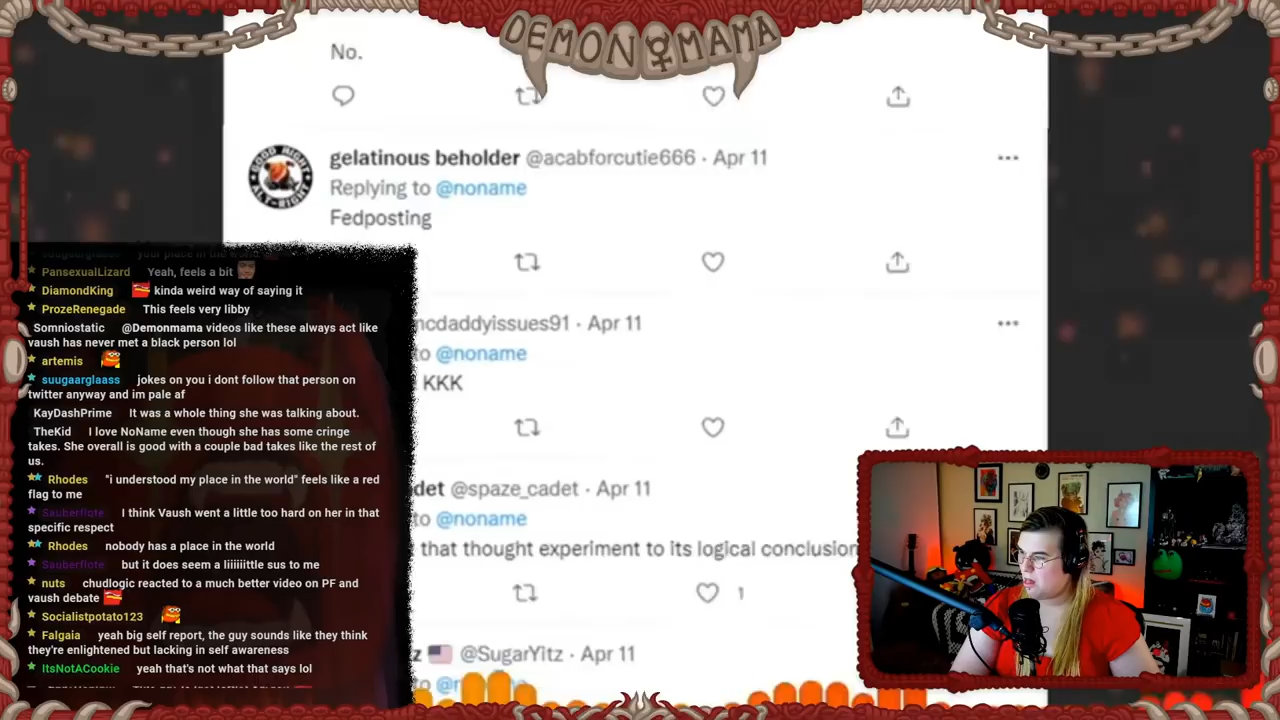 DEMON MAMA
No.
gelatinous beholder @acabforcutie666 · Apr 11
Replying to @noname
Fedposting
mcdaddyissues91 · Apr 11
to @noname
KKK
det @spaze_cadet · Apr 11
to @noname
that thought experiment to its logical conclusion
1
z @SugarYitz · Apr 11
GOOD NIGHT
ALT-RIGHT
your place in the world
PansexualLizard Yeah, feels a bit
DiamondKing kinda weird way of saying it
ProzeRenegade This feels very libby
Somniostatic @Demonmama videos like these always act like
vaush has never met a black person lol
artemis
suugaarglaass jokes on you i dont follow that person on
twitter anyway and im pale af
KayDashPrime It was a whole thing she was talking about.
TheKid I love NoName even though she has some cringe
takes. She overall is good with a couple bad takes like the rest of
us.
Rhodes "i understood my place in the world" feels like a red
flag to me
Sauberflote I think Vaush went a little too hard on her in that
specific respect
Rhodes nobody has a place in the world
Sauberflote but it does seem a liiiiiittle sus to me
nuts chudlogic reacted to a much better video on PF and
vaush debate
Socialistpotato123
Falgaia yeah big self report, the guy sounds like they think
they're enlightened but lacking in self awareness
ItsNotACookie yeah that's not what that says lol